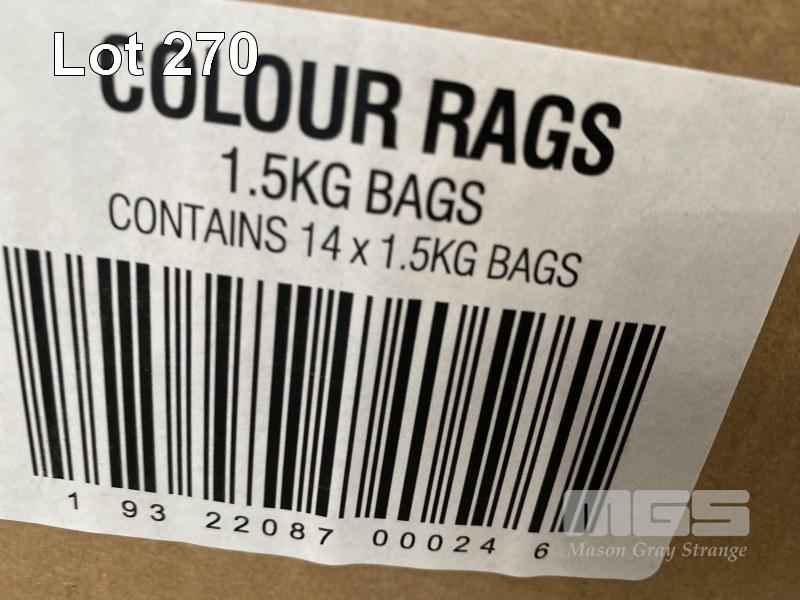 Lot 270
COLOUR RAGS
1.5KG BAGS
CONTAINS 14 x 1.5KG BAGS
1 93 22087 00024 6
MGS
Mason Gray Strange